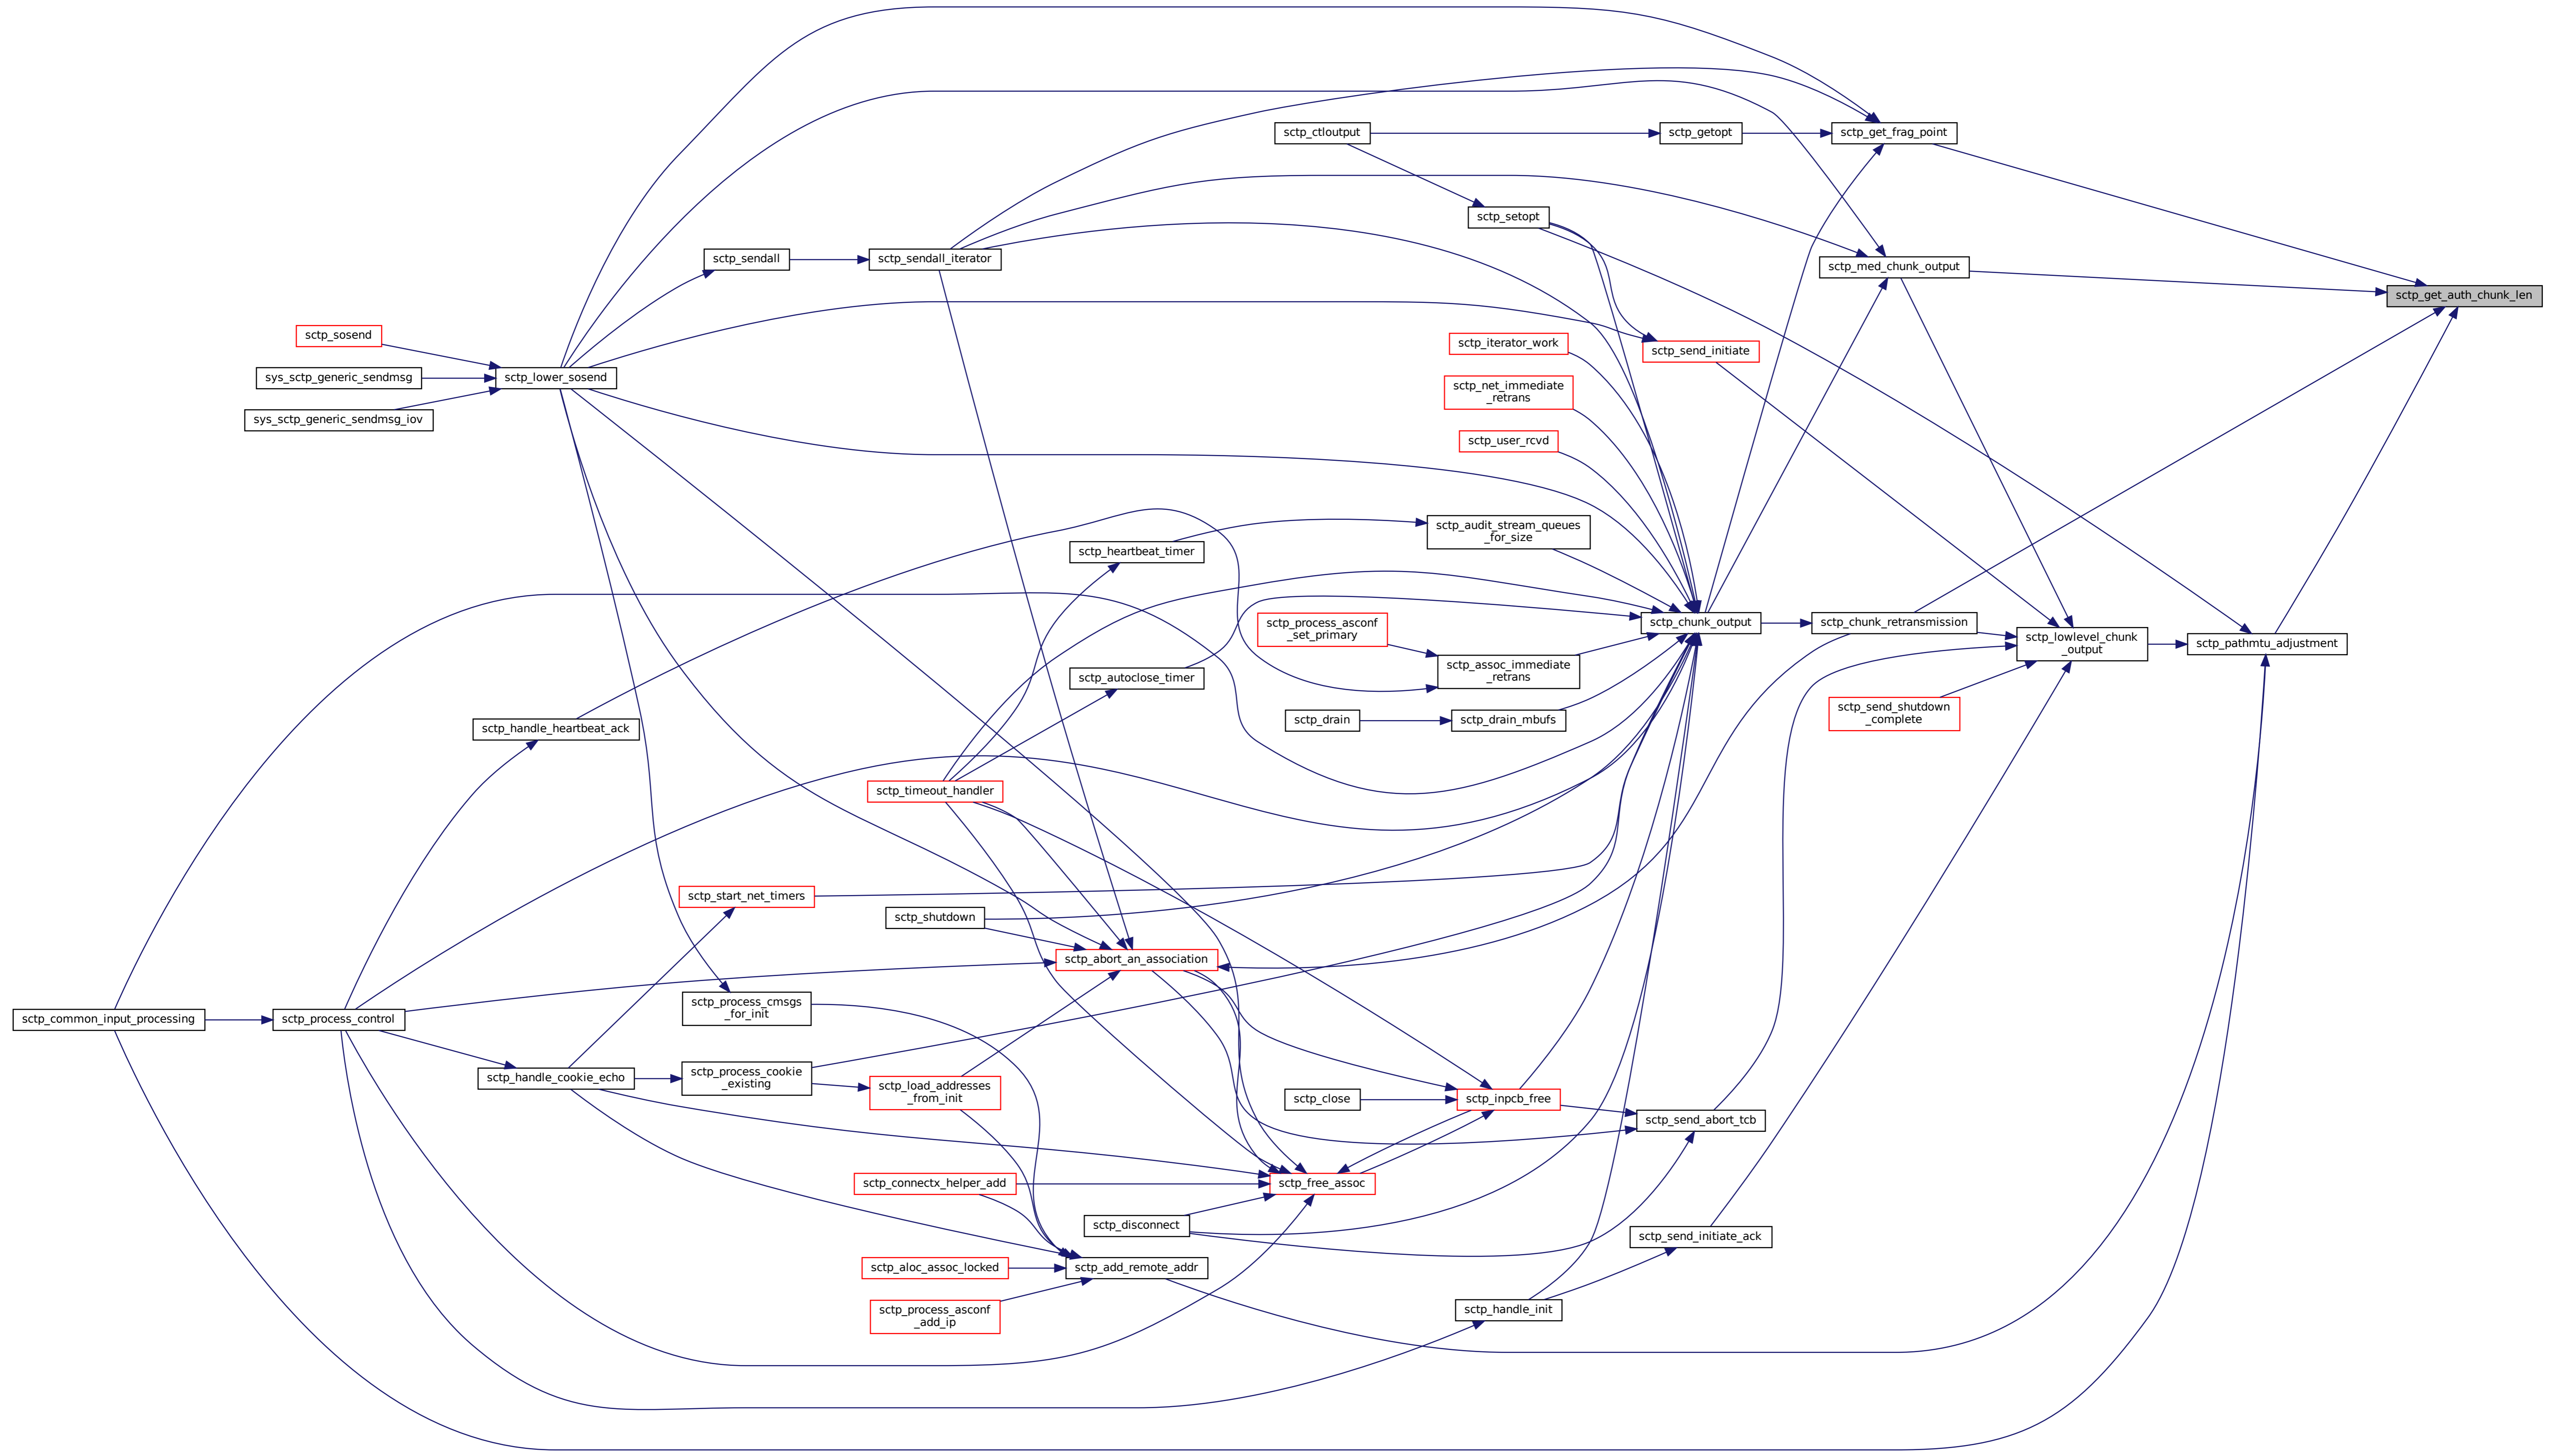 sctp_ctloutput
sctp_getopt
sctp_get_frag_point
sctp_setopt
sctp_sendall
sctp_sendall_iterator
sctp_med_chunk_output
sctp_get_auth_chunk_len
sctp_sosend
sys_sctp_generic_sendmsg
sctp_lower_sosend
sys_sctp_generic_sendmsg_iov
sctp_iterator_work
sctp_send_initiate
sctp_net_immediate
_retrans
sctp_user_rcvd
sctp_audit_stream_queues
_for_size
sctp_heartbeat_timer
sctp_process_asconf
_set_primary
sctp_chunk_output
sctp_chunk_retransmission
sctp_lowlevel_chunk
_output
sctp_pathmtu_adjustment
sctp_assoc_immediate
_retrans
sctp_autoclose_timer
sctp_send_shutdown
_complete
sctp_handle_heartbeat_ack
sctp_drain
sctp_drain_mbufs
sctp_timeout_handler
sctp_start_net_timers
sctp_shutdown
sctp_abort_an_association
sctp_process_cmsgs
_for_init
sctp_common_input_processing
sctp_process_control
sctp_handle_cookie_echo
sctp_process_cookie
_existing
sctp_load_addresses
_from_init
sctp_close
sctp_inpcb_free
sctp_send_abort_tcb
sctp_connectx_helper_add
sctp_free_assoc
sctp_disconnect
sctp_send_initiate_ack
sctp_aloc_assoc_locked
sctp_add_remote_addr
sctp_process_asconf
_add_ip
sctp_handle_init